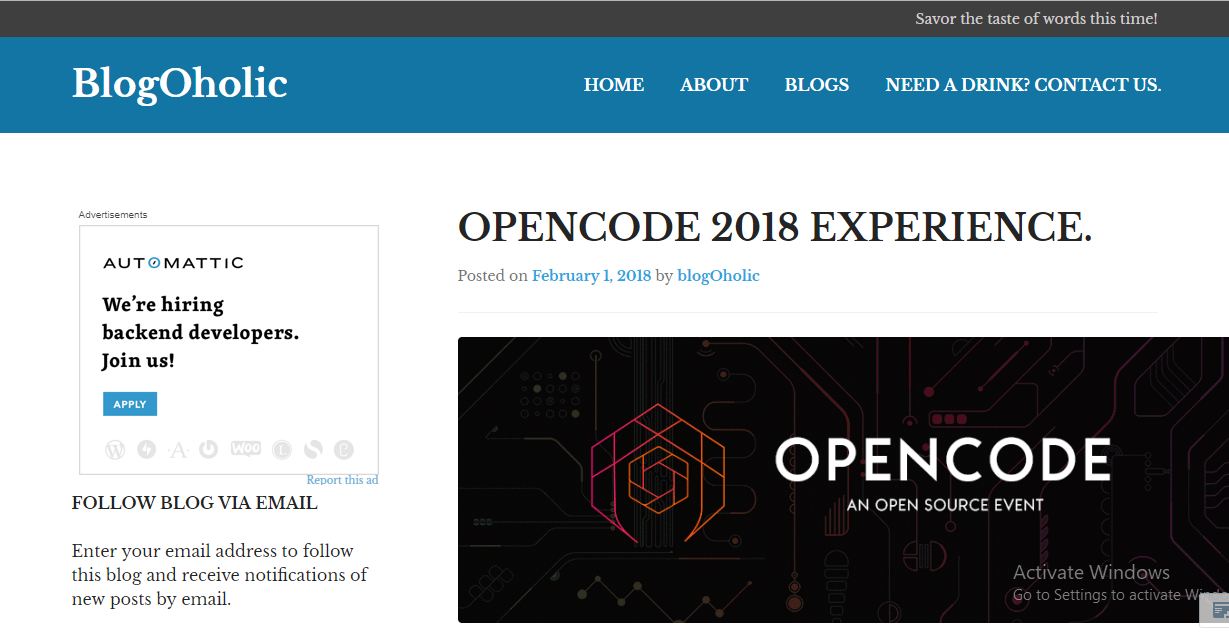 Savor the taste of words this time!
BlogOholic
HOME ABOUT BLOGS NEED A DRINK? CONTACT US.
Advertisements
AUTOMATTIC
We're hiring
backend developers.
Join us!
APPLY
WOO
Report this ad
FOLLOW BLOG VIA EMAIL
Enter your email address to follow
this blog and receive notifications of
new posts by email.
OPENCODE 2018 EXPERIENCE.
Posted on February 1, 2018 by blogOholic
OPENCODE
AN OPEN SOURCE EVENT
Activate Windows
Go to Settings to activate